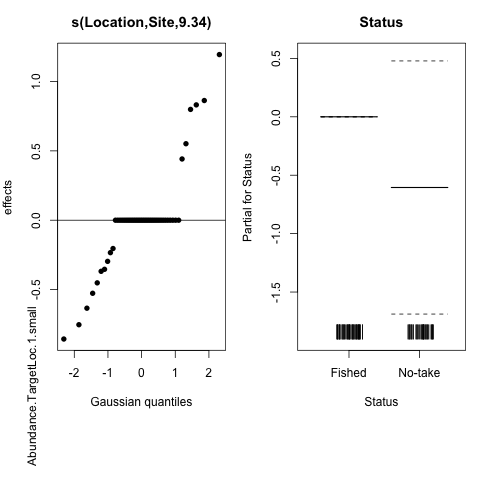 s(Location,Site,9.34)
effects
1.0
0.5
0.0
-0.5
-2
-1
0
1
2
Gaussian quantiles
Abundance.TargetLoc.1.small
Status
Partial for Status
0.5
0.0
-0.5
-1.0
-1.5
Fished
No-take
Status